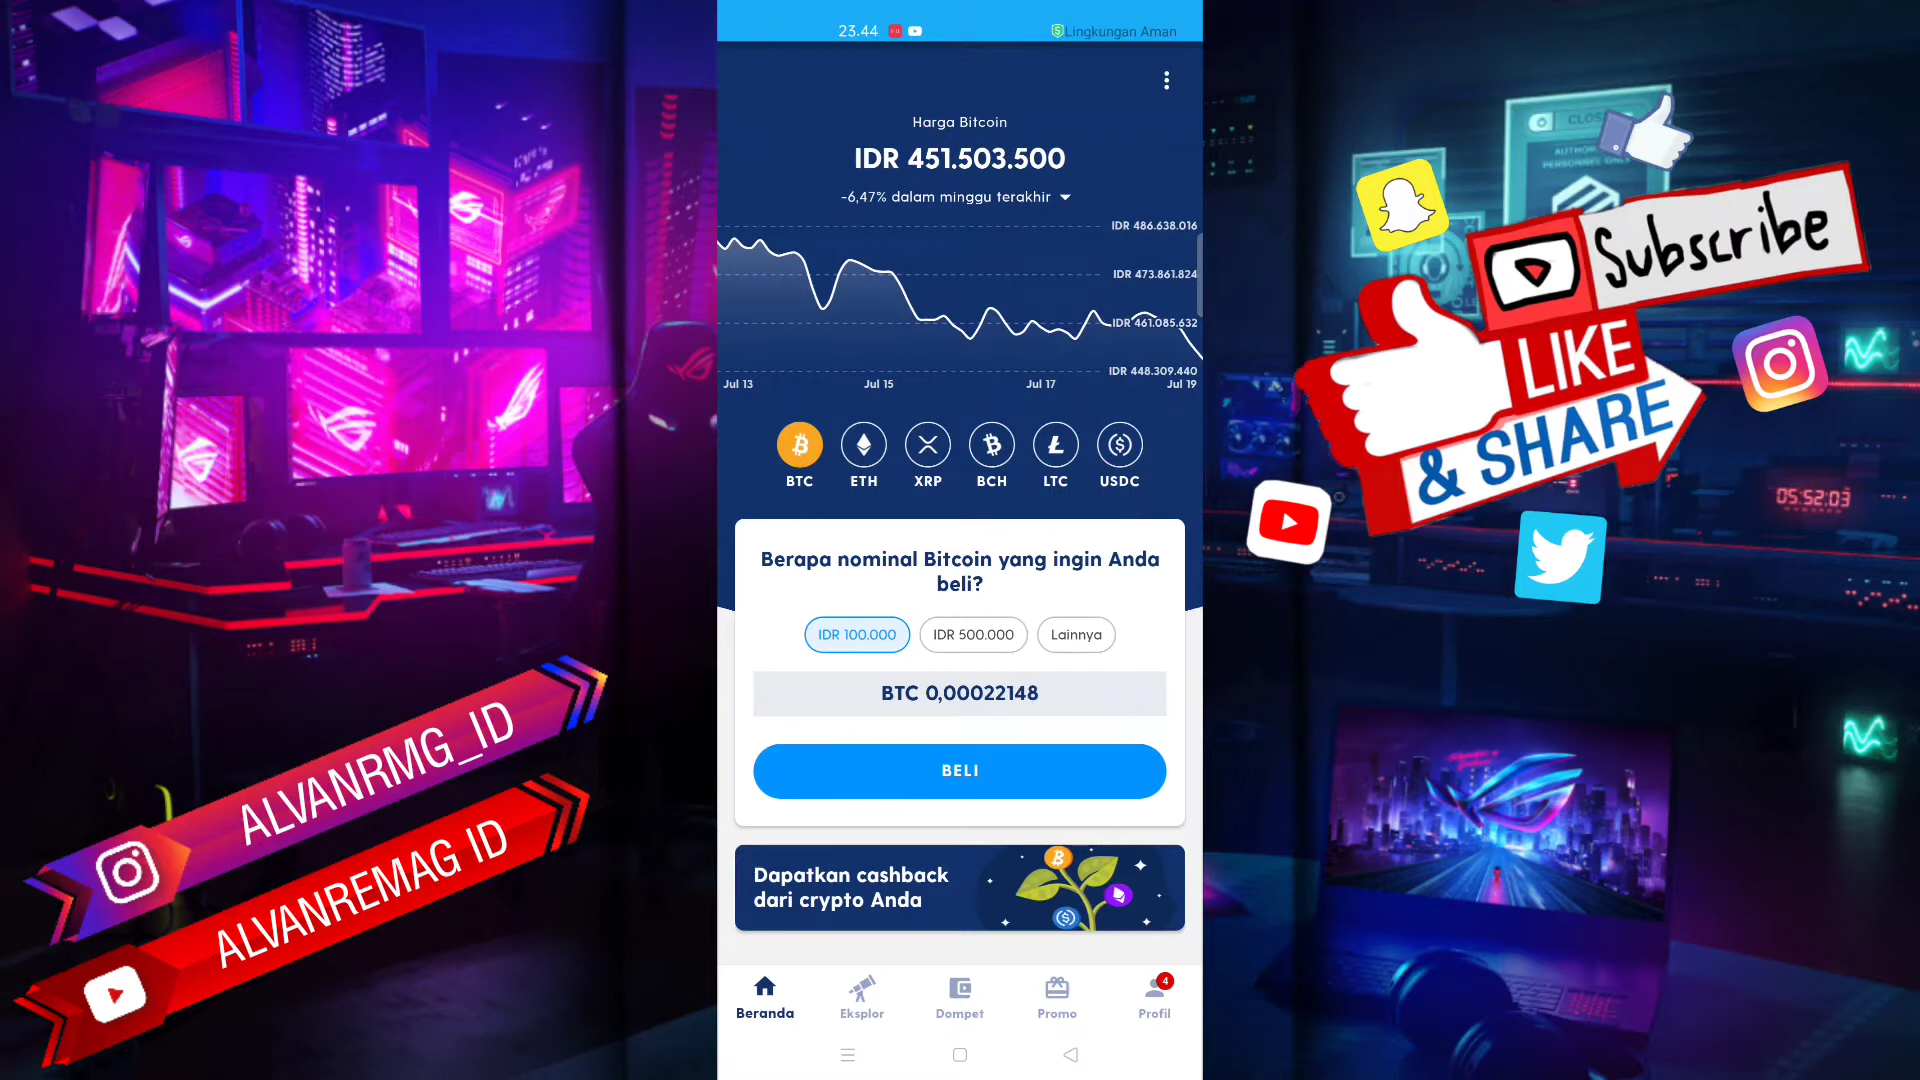 23.44
Lingkungan Aman
Harga Bitcoin
IDR 451.503.500
-6,47% dalam minggu terakhir
IDR 486.638.016
IDR 473.861.824
IDR 461.085.632
IDR 448.309.440
Jul 13
Jul 15
Jul 17
Jul 19
BTC
ETH
XRP
BCH
LTC
USDC
Berapa nominal Bitcoin yang ingin Anda
beli?
IDR 100.000
IDR 500.000
Lainnya
BTC 0,00022148
BELI
Dapatkan cashback
dari crypto Anda
Beranda
Eksplor
Dompet
Promo
4
Profil
ALVANRMG_ID
ALVANREMAG ID
Subscribe
LIKE
& SHARE
05:52:03